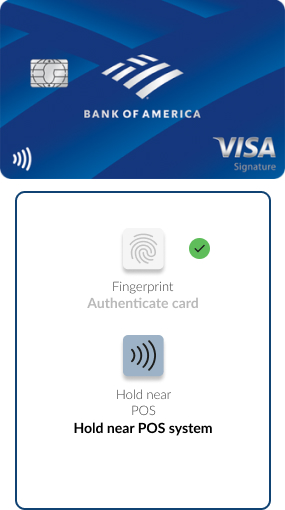 BANK OF AMERICA
VISA
Signature
Fingerprint
Authenticate card
Hold near
POS
Hold near POS system